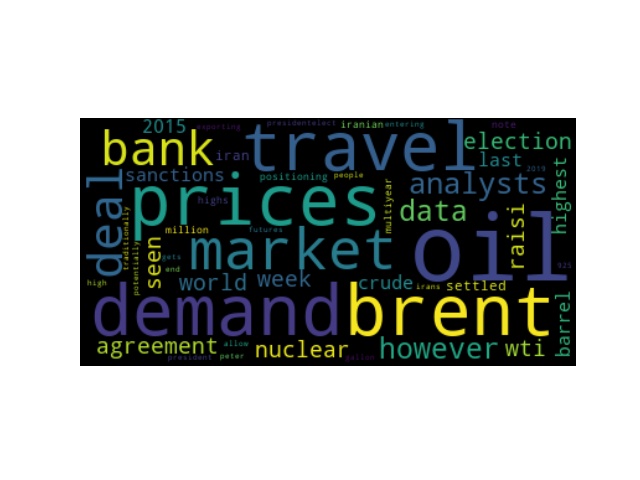 2015 exporting presidentelect iranian entering note
bank travel election
iran last
sanctions positioning people analysts 2019
deal prices highs multiyear data highest
traditionally million futures raisi
seen market oil
potentially gets end world week crude irans settled 925
high
demand brent
agreement allow nuclear however wti barrel
president peter gallon